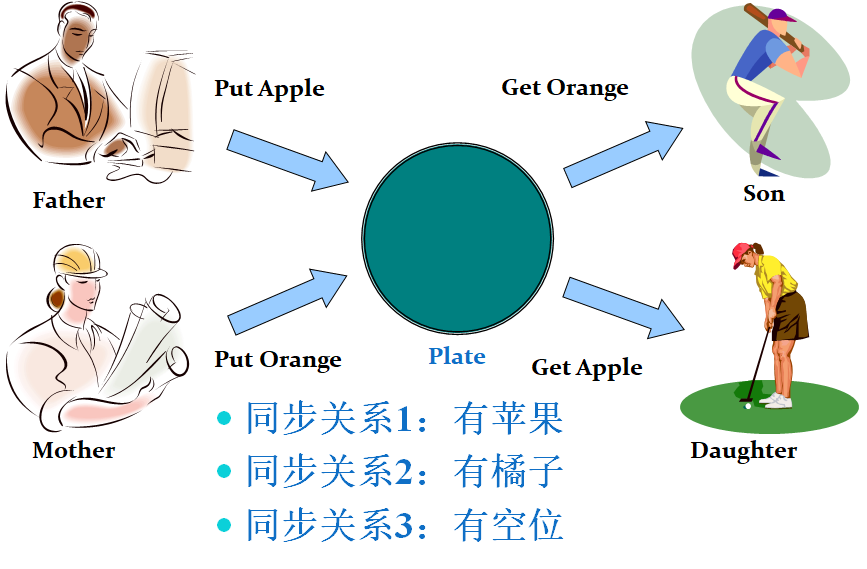 Put Apple
Get Orange
Father
Son
Put Orange
Plate
Get Apple
Mother
Daughter
同步关系1：有苹果
同步关系2：有橘子
同步关系3：有空位